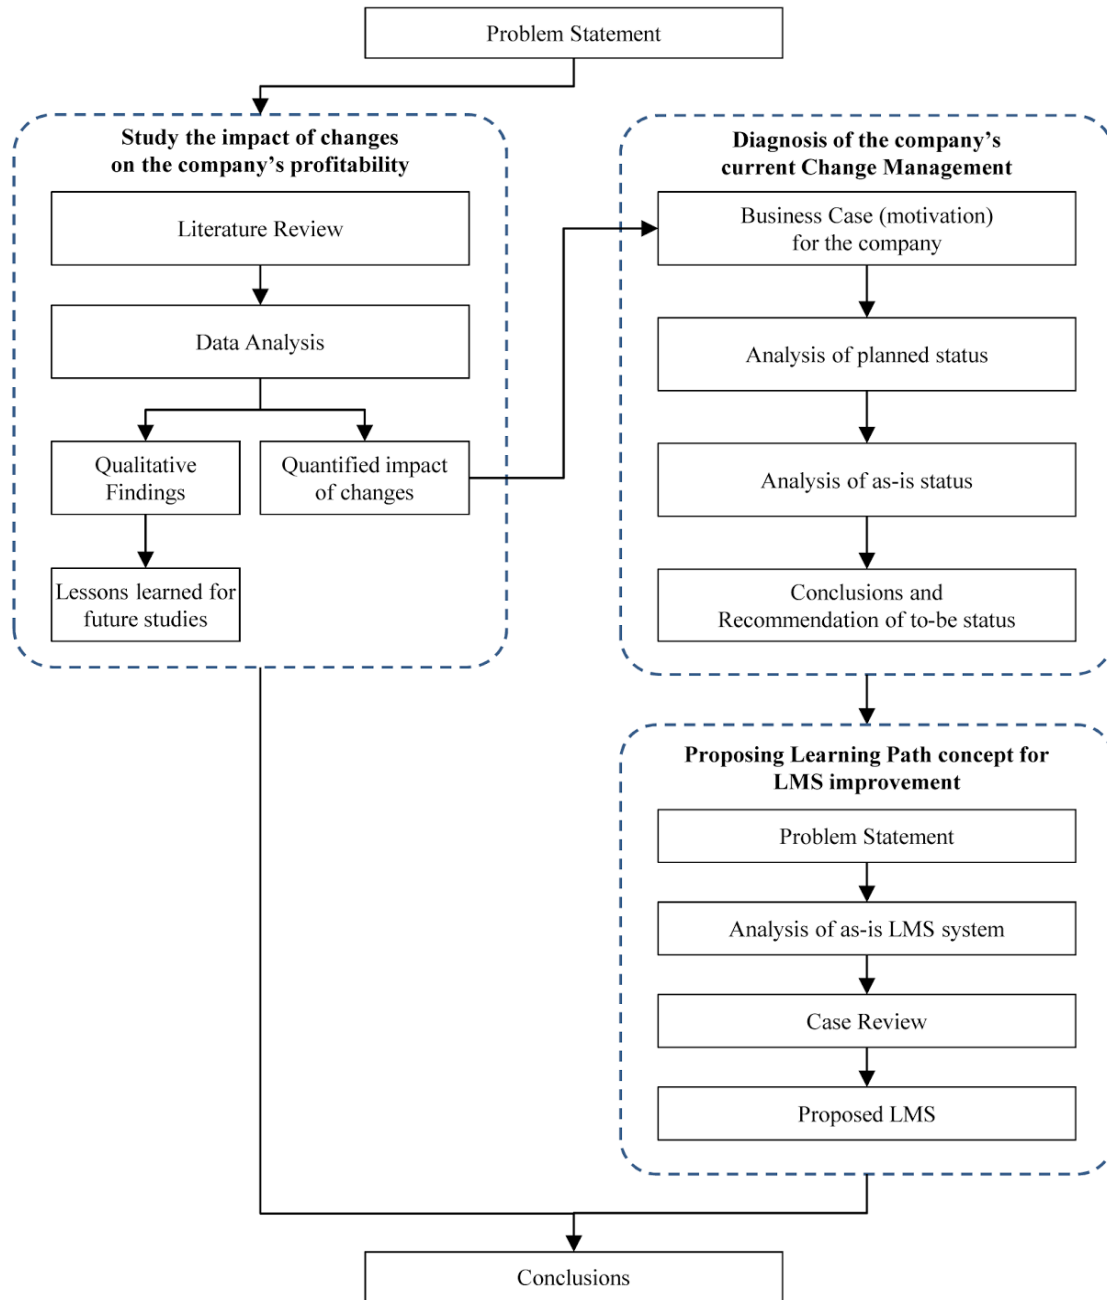 Problem Statement
Study the impact of changes
on the company’s profitability
Literature Review
Data Analysis
Qualitative
Findings
Quantified impact
of changes
Lessons learned for
future studies
Diagnosis of the company’s
current Change Management
Business Case (motivation)
for the company
Analysis of planned status
Analysis of as-is status
Conclusions and
Recommendation of to-be status
Proposing Learning Path concept for
LMS improvement
Problem Statement
Analysis of as-is LMS system
Case Review
Proposed LMS
Conclusions